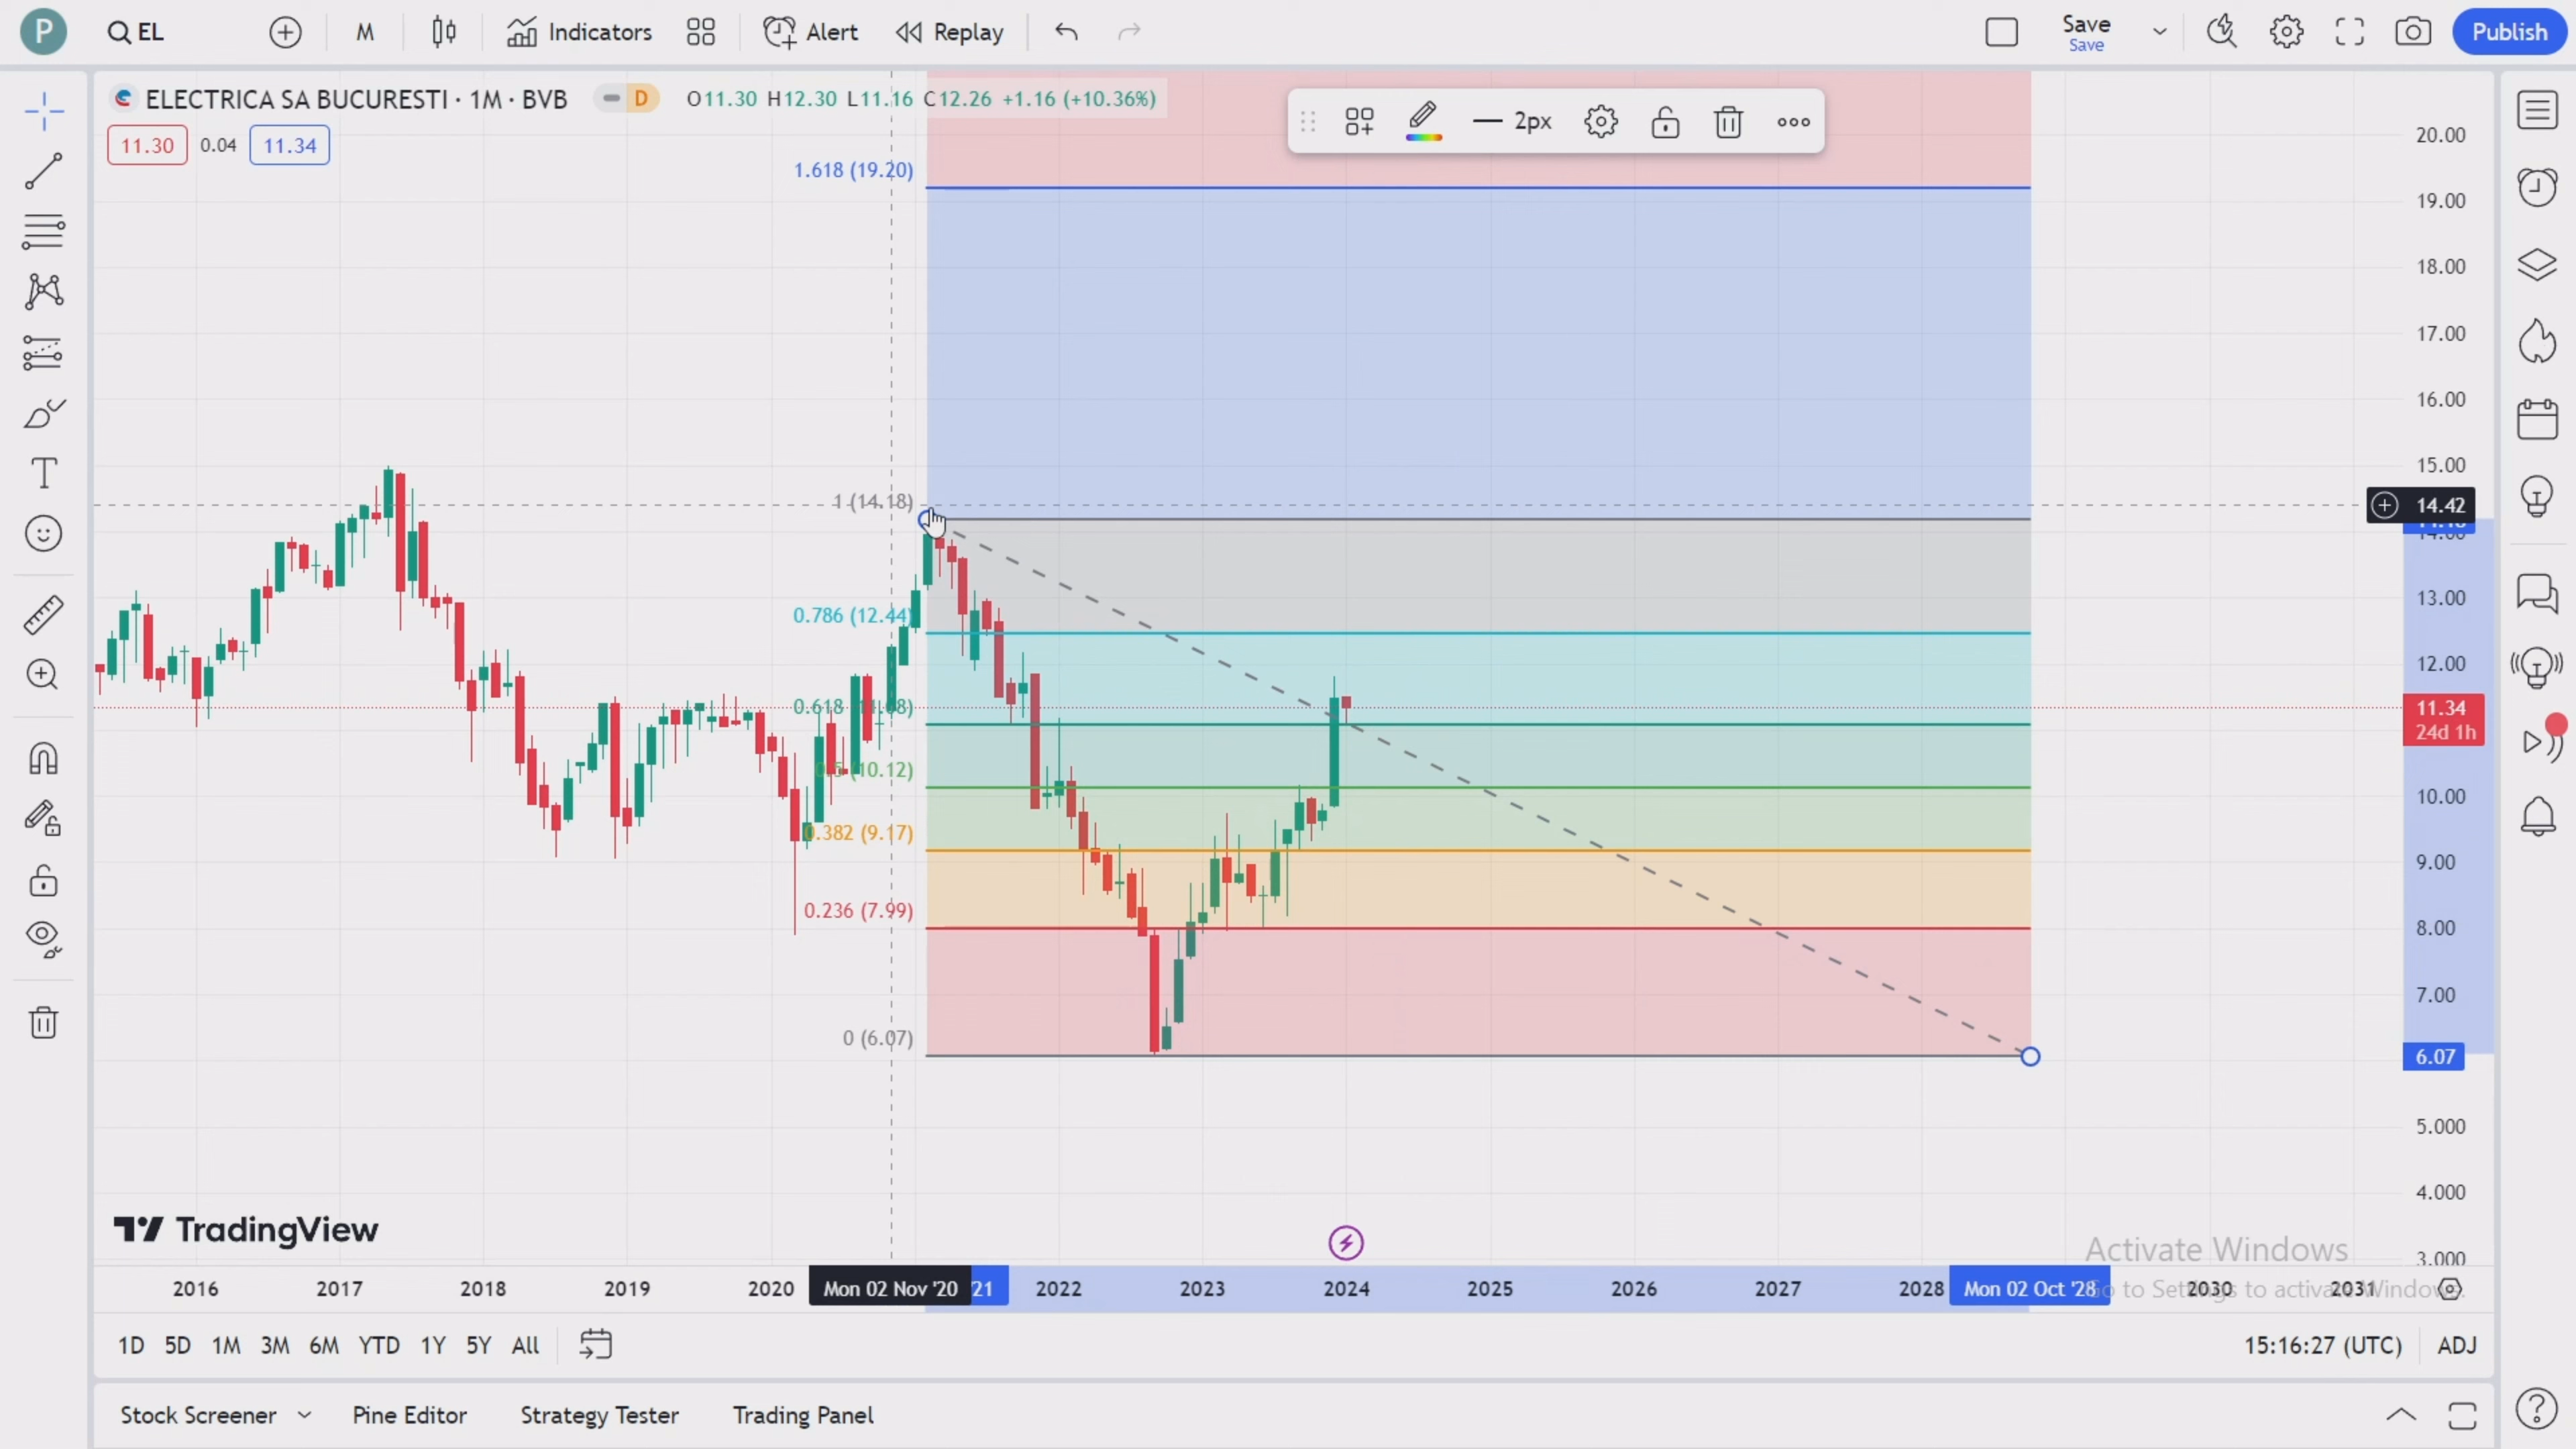 P EL M Indicators Alert Replay Save Save Publish
ELECTRICA SA BUCURESTI · 1M · BVB D O11.30 H12.30 L11.16 C12.26 +1.16 (+10.36%)
2px
11.30 0.04 11.34
20.00
1.618 (19.20)
19.00
18.00
17.00
16.00
15.00
1 (14.18)
14.42
13.00
0.786 (12.44)
12.00
11.34
24d 1h
0.5 (10.12)
10.00
0.382 (9.17)
9.00
0.236 (7.99)
8.00
7.00
0 (6.07)
6.07
5.000
4.000
3.000
TradingView
Activate Windows
2016 2017 2018 2019 2020 Mon 02 Nov '20 '21 2022 2023 2024 2025 2026 2027 2028 Mon 02 Oct '28 2030 2031
Go to Settings to activate Windows.
1D 5D 1M 3M 6M YTD 1Y 5Y All 15:16:27 (UTC) ADJ
Stock Screener Pine Editor Strategy Tester Trading Panel